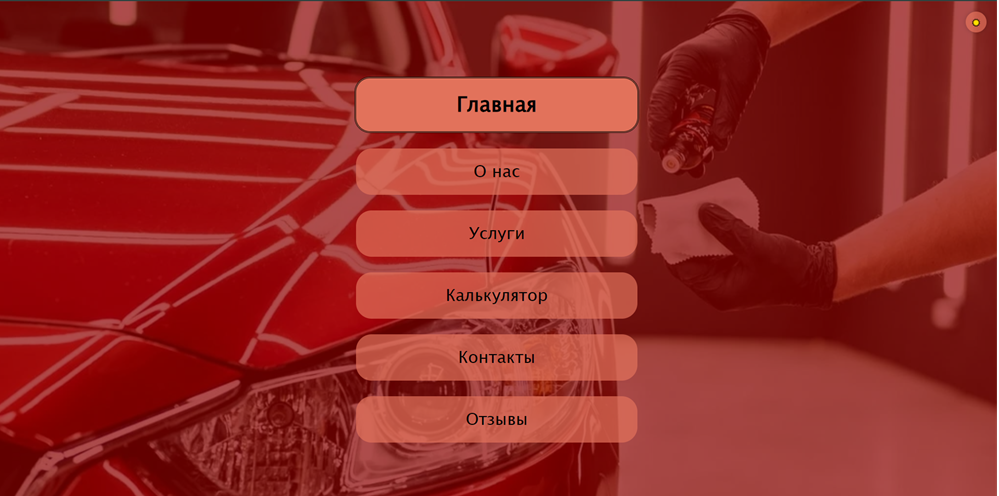 Главная
О нас
Услуги
Калькулятор
Контакты
Отзывы